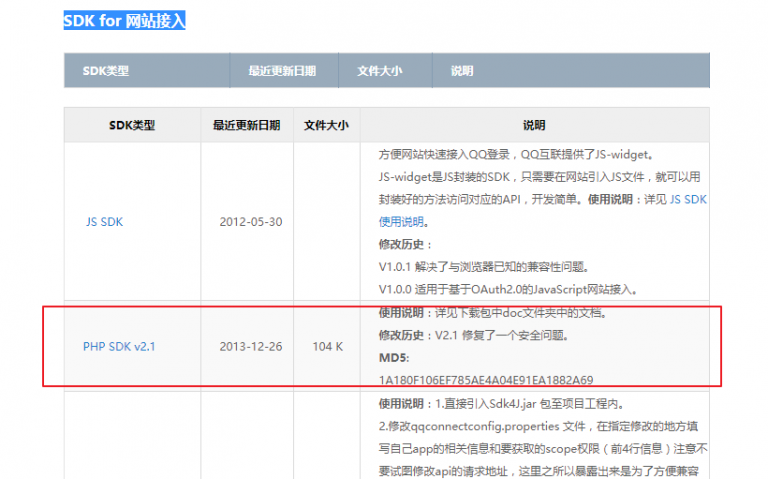 SDK for 网站接入
SDK类型 最近更新日期 文件大小 说明
SDK类型 最近更新日期 文件大小 说明
方便网站快速接入QQ登录，QQ互联提供了JS-widget。
JS-widget是JS封装的SDK，只需要在网站引入JS文件，就可以用
封装好的方法访问对应的API，开发简单。使用说明：详见 JS SDK
JS SDK 2012-05-30 使用说明。
修改历史：
V1.0.1 解决了与浏览器已知的兼容性问题。
V1.0.0 适用于基于OAuth2.0的JavaScript网站接入。
使用说明：详见下载包中doc文件夹中的文档。
修改历史：V2.1 修复了一个安全问题。
PHP SDK v2.1 2013-12-26 104 K
MD5:
1A180F106EF785AE4A04E91EA1882A69
使用说明：1.直接引入Sdk4J.jar 包至项目工程内。
2.修改qqconnectconfig.properties 文件，在指定修改的地方填
写自己app的相关信息和要获取的scope权限（前4行信息）注意不
要试图修改api的请求地址，这里之所以暴露出来是为了方便兼容